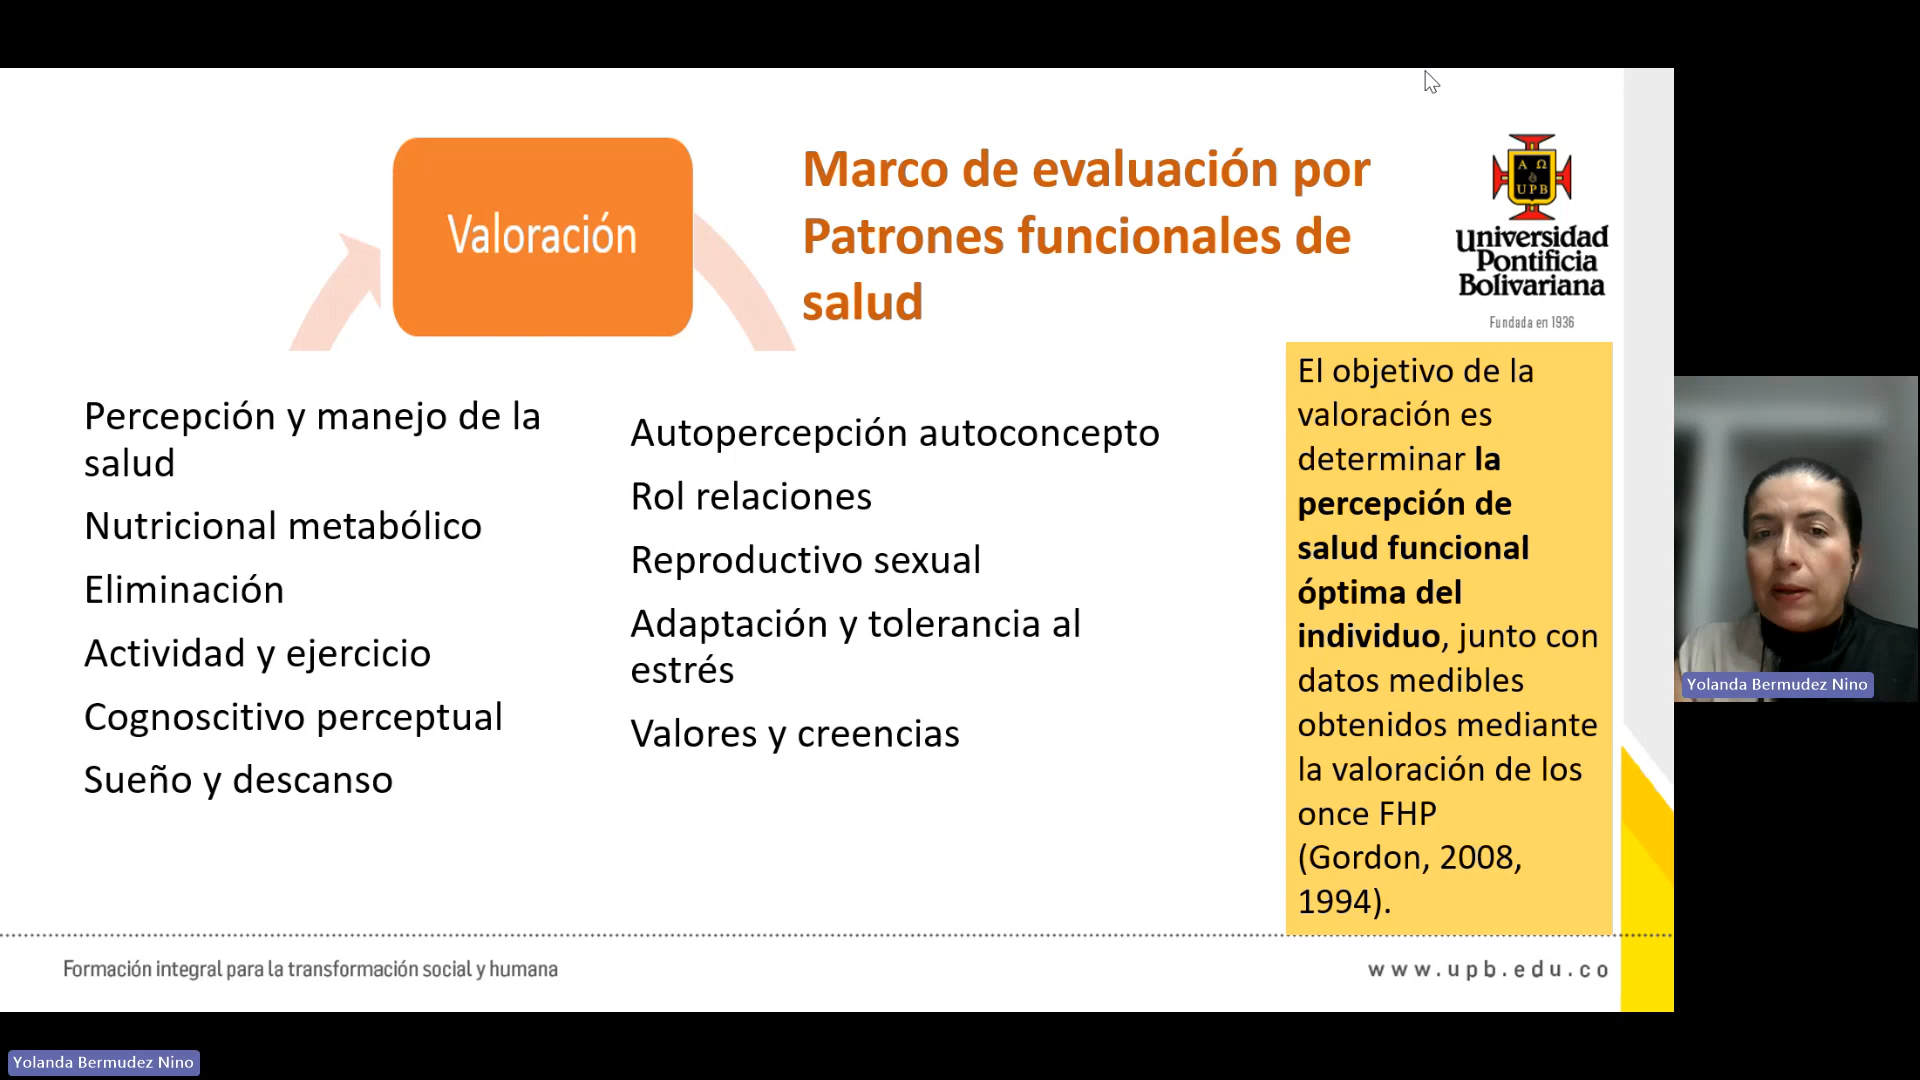 Valoración
Marco de evaluación por
Patrones funcionales de
salud
Α Ω
UPB
Universidad
Pontificia
Bolivariana
Fundada en 1936
Percepción y manejo de la
salud
Nutricional metabólico
Eliminación
Actividad y ejercicio
Cognoscitivo perceptual
Sueño y descanso
Autopercepción autoconcepto
Rol relaciones
Reproductivo sexual
Adaptación y tolerancia al
estrés
Valores y creencias
El objetivo de la
valoración es
determinar la
percepción de
salud funcional
óptima del
individuo, junto con
datos medibles
obtenidos mediante
la valoración de los
once FHP
(Gordon, 2008,
1994).
Yolanda Bermudez Nino
Formación integral para la transformación social y humana
www.upb.edu.co
Yolanda Bermudez Nino